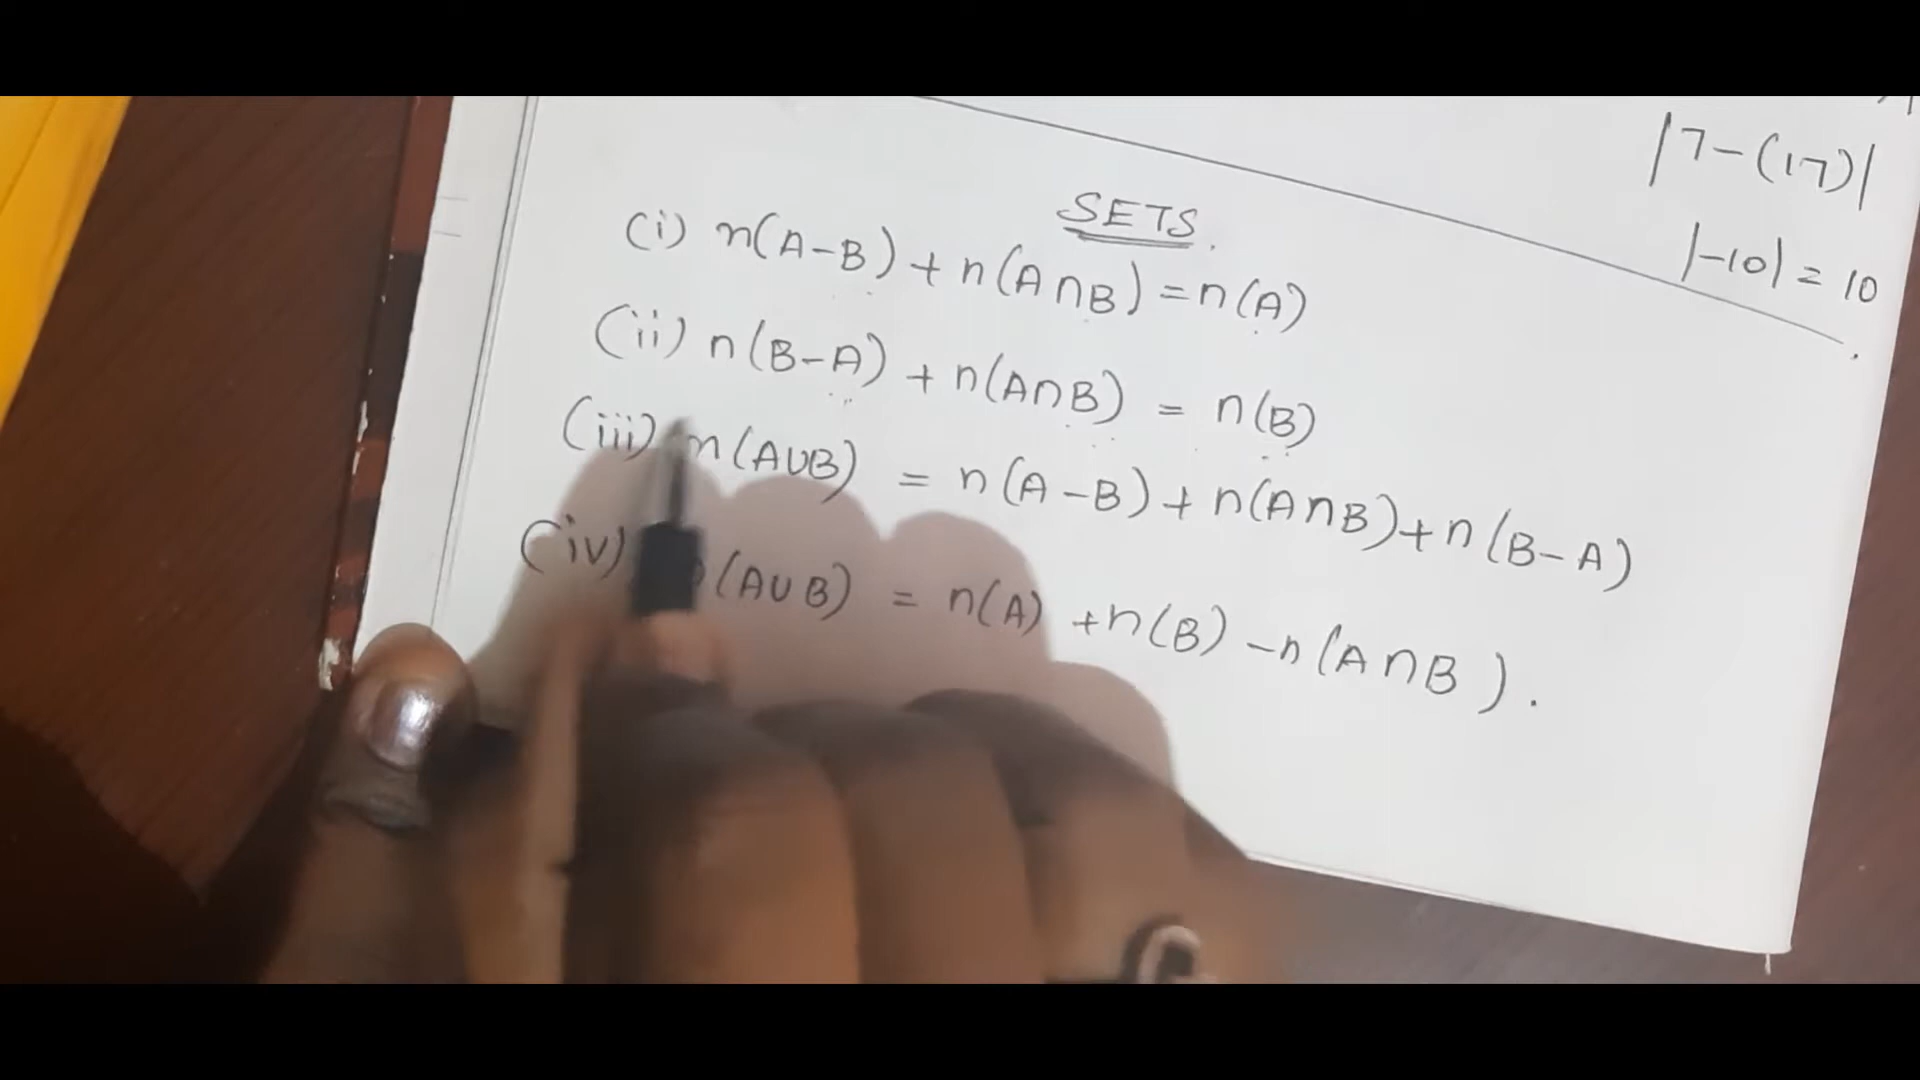 |7-(17)|
|-10| = 10
SETS.
(i) n(A-B) + n(A∩B) = n(A)
(ii) n(B-A) + n(A∩B) = n(B)
(iii) n(A∪B) = n(A-B) + n(A∩B) + n(B-A)
(iv) n(A∪B) = n(A) + n(B) - n(A∩B).